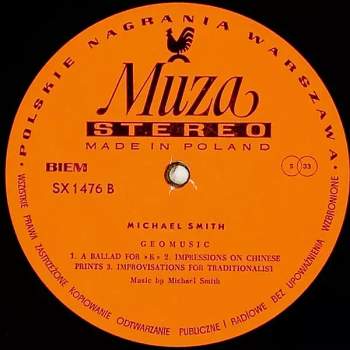 • POLSKIE NAGRANIA WARSZAWA •
Muza
STEREO
MADE IN POLAND
BIEM
SX 1476 B
S 33
MICHAEL SMITH
GEOMUSIC
1. A BALLAD FOR »K« 2. IMPRESSIONS ON CHINESE
PRINTS 3. IMPROVISATIONS FOR TRADITIONALIST
Music by Michael Smith
WSZYSTKIE PRAWA ZASTRZEŻONE KOPIOWANIE ODTWARZANIE PUBLICZNE I RADIOWE BEZ UPOWAŻNIENIA WZBRONIONE